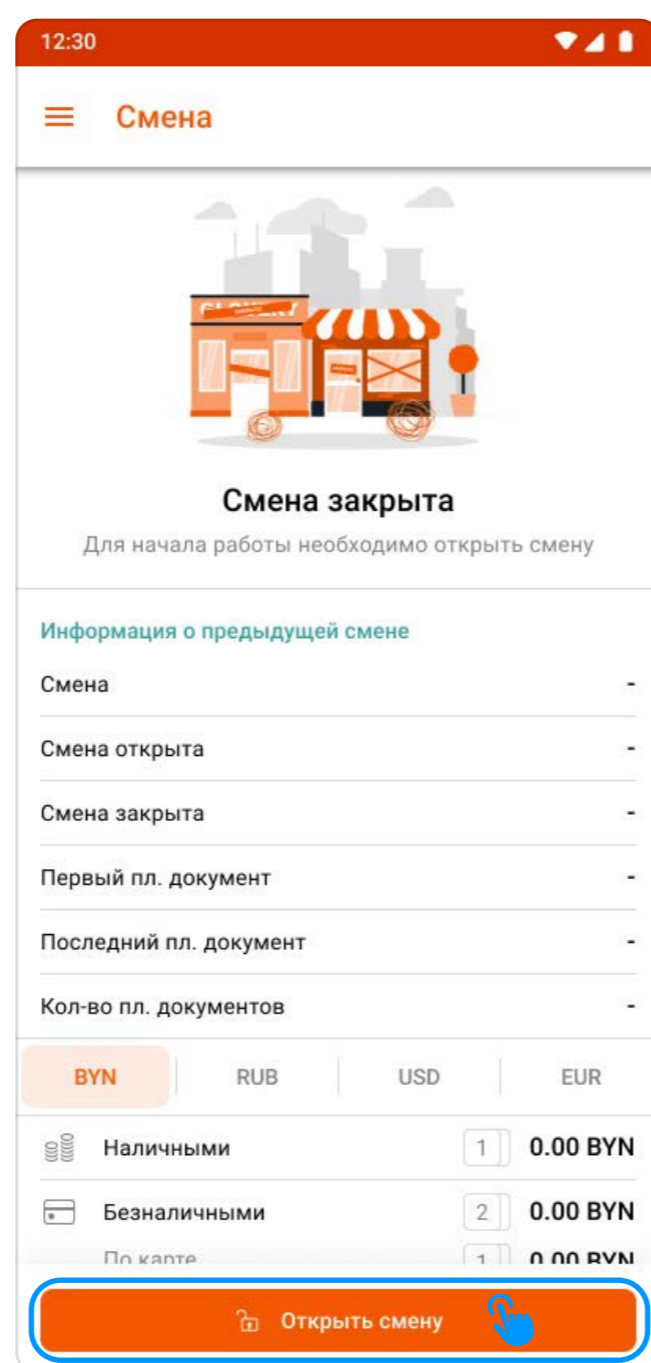 12:30
Смена
Смена закрыта
Для начала работы необходимо открыть смену
Информация о предыдущей смене
Смена -
Смена открыта -
Смена закрыта -
Первый пл. документ -
Последний пл. документ -
Кол-во пл. документов -
BYN RUB USD EUR
Наличными 1 0.00 BYN
Безналичными 2 0.00 BYN
По карте 1 0.00 BYN
Открыть смену